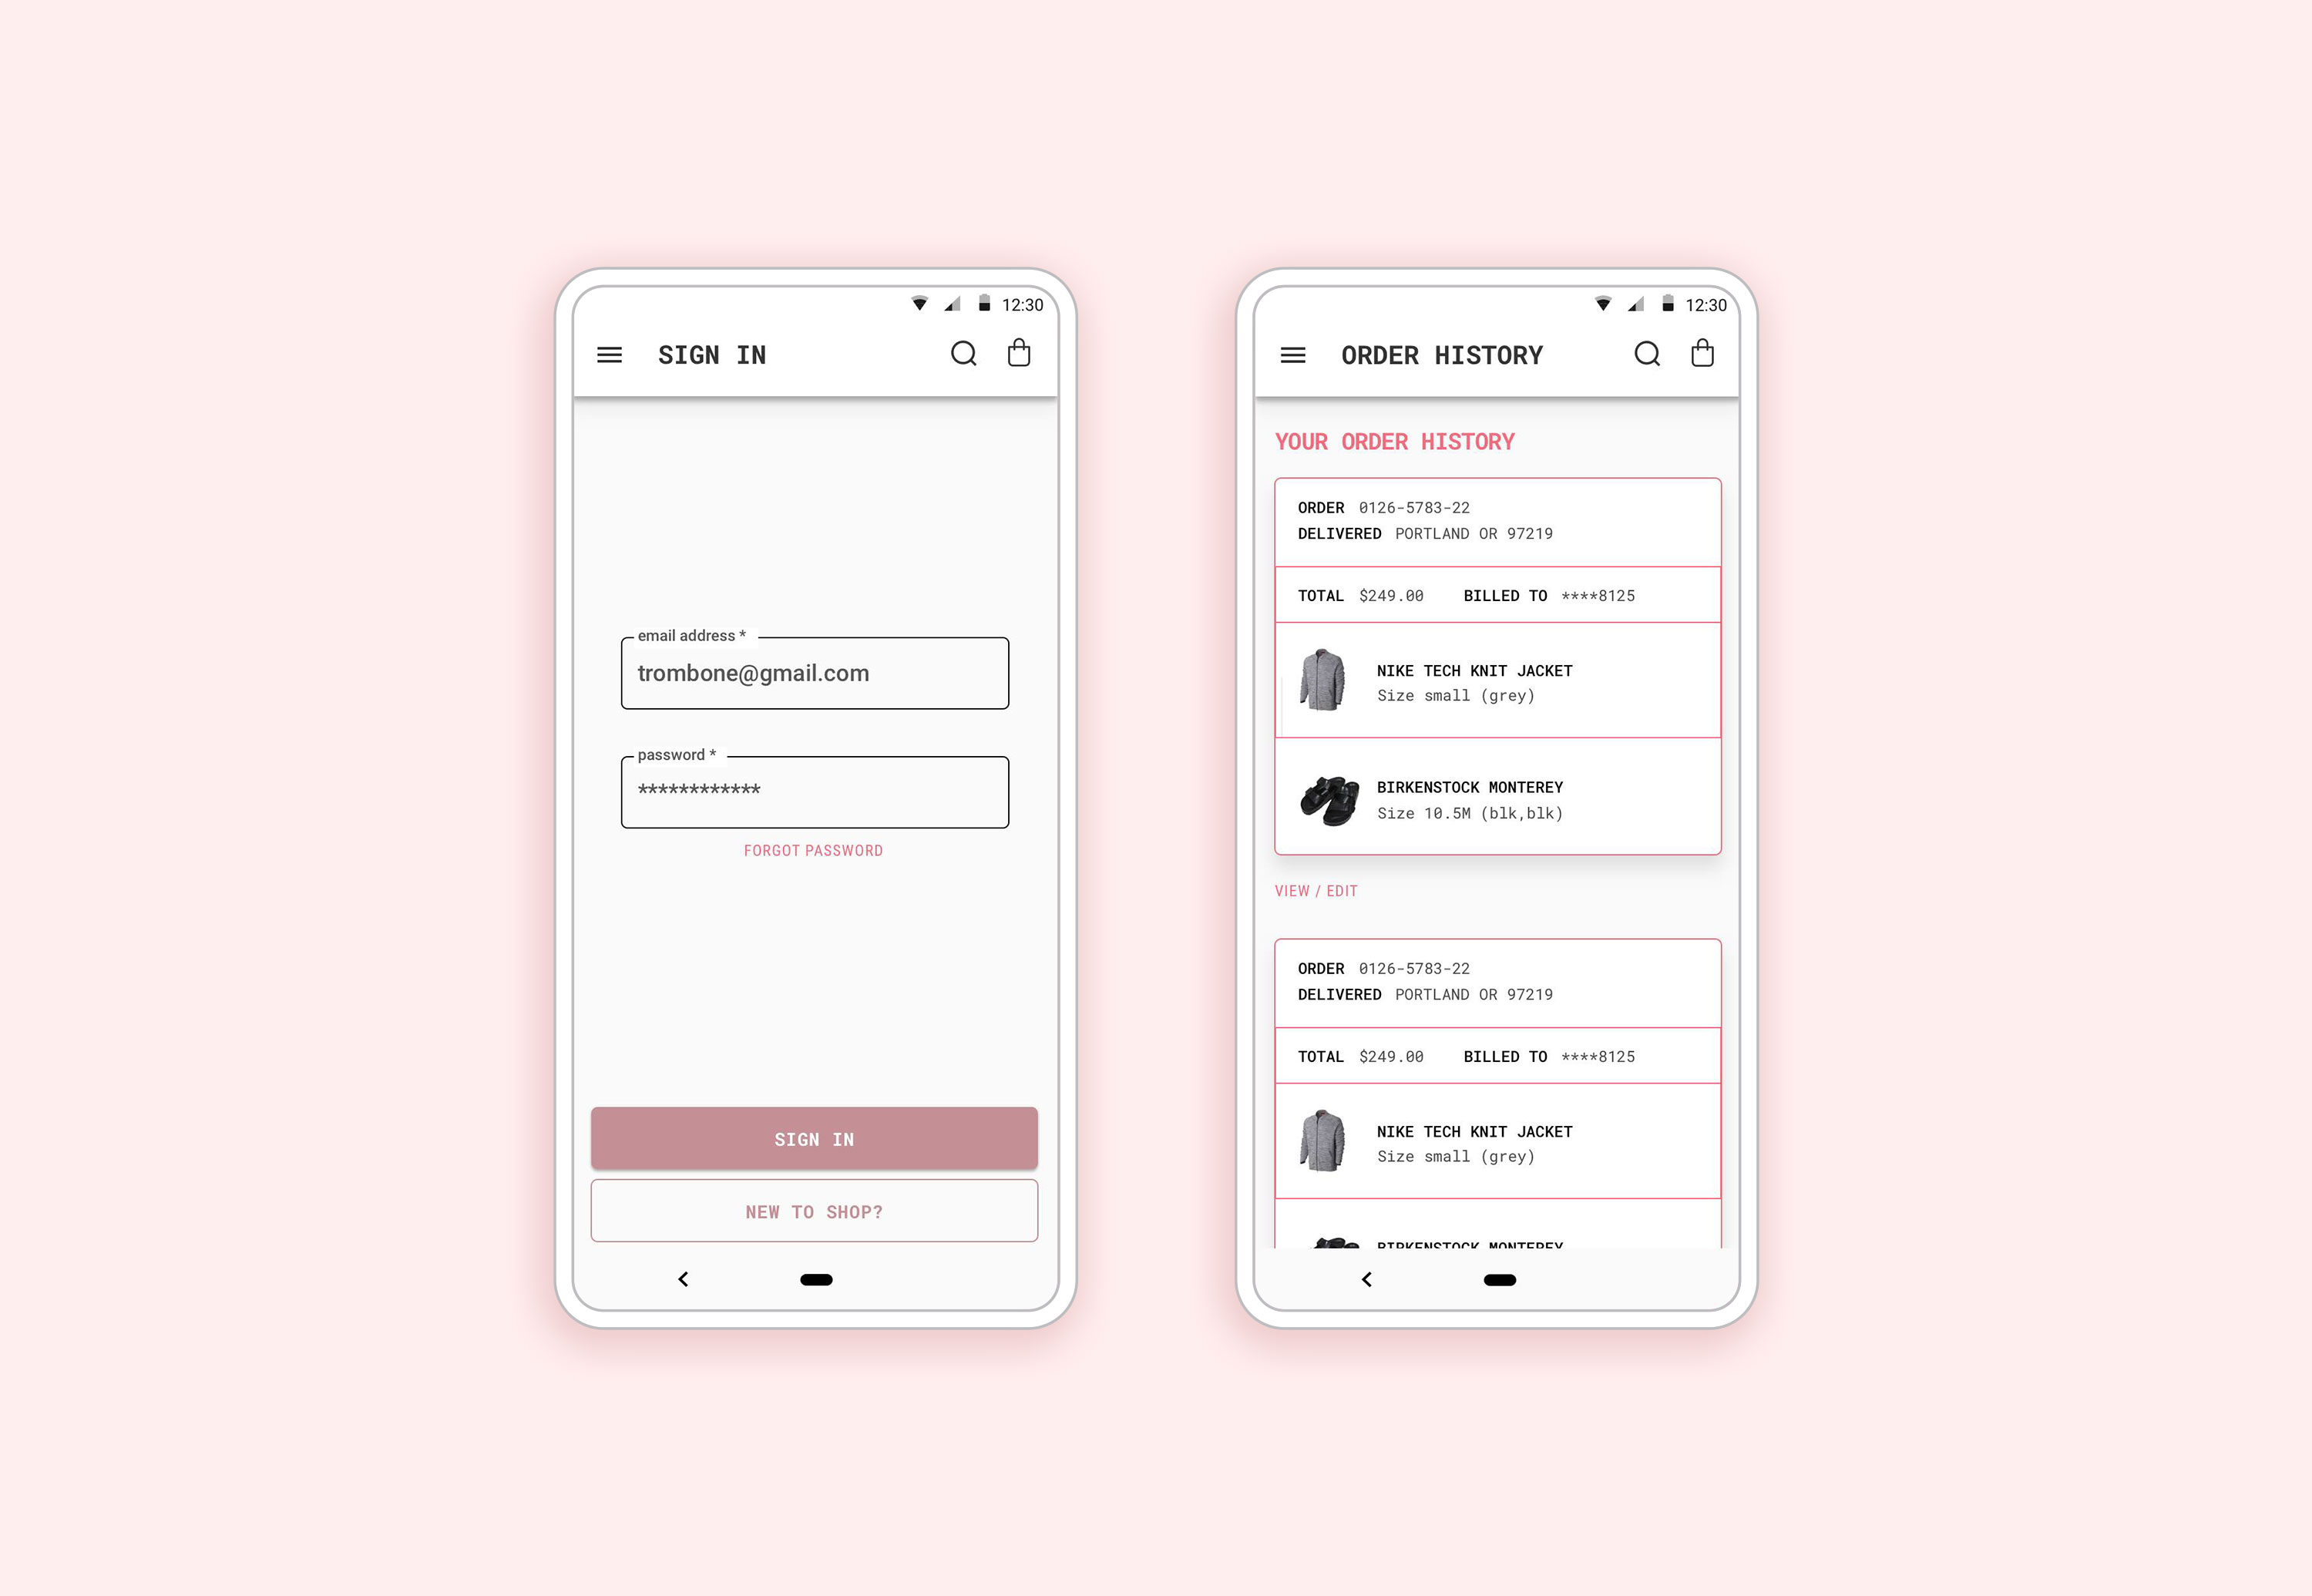 12:30
SIGN IN
email address *
trombone@gmail.com
password *
************
FORGOT PASSWORD
SIGN IN
NEW TO SHOP?
12:30
ORDER HISTORY
YOUR ORDER HISTORY
ORDER 0126-5783-22
DELIVERED PORTLAND OR 97219
TOTAL $249.00 BILLED TO ****8125
NIKE TECH KNIT JACKET
Size small (grey)
BIRKENSTOCK MONTEREY
Size 10.5M (blk,blk)
VIEW / EDIT
ORDER 0126-5783-22
DELIVERED PORTLAND OR 97219
TOTAL $249.00 BILLED TO ****8125
NIKE TECH KNIT JACKET
Size small (grey)
BIRKENSTOCK MONTEREY